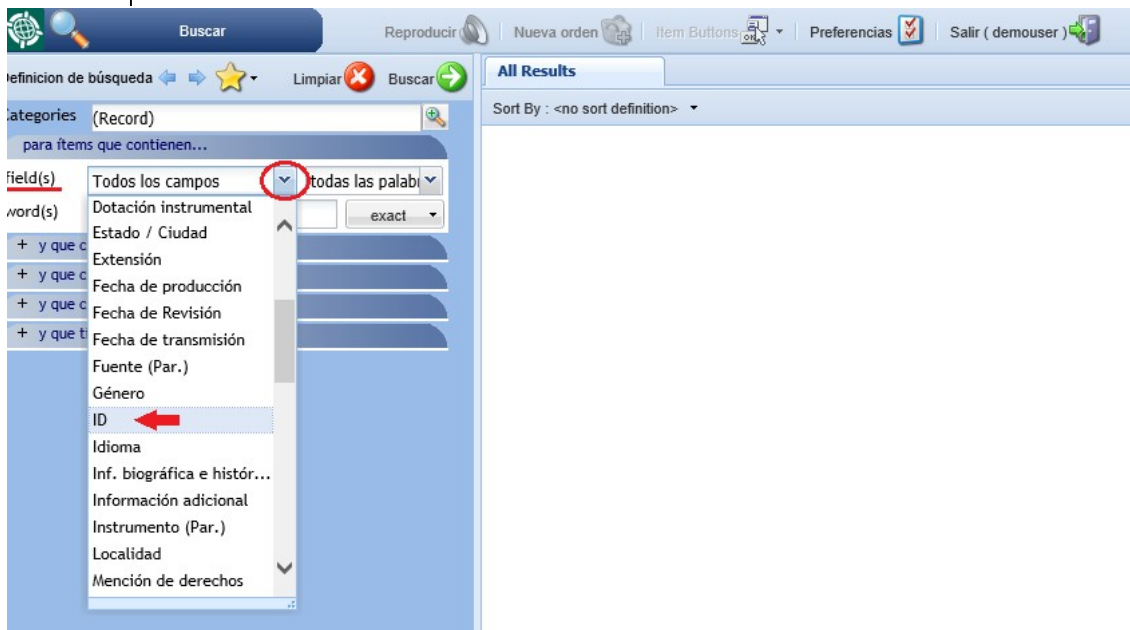 Buscar
Reproducir
Nueva orden
Item Buttons
Preferencias
Salir ( demouser )
efinicion de búsqueda
Limpiar
Buscar
All Results
ategories
(Record)
Sort By : <no sort definition>
para ítems que contienen...
field(s)
Todos los campos
todas las palabr
word(s)
exact
+ y que c
+ y que c
+ y que c
+ y que ti
Dotación instrumental
Estado / Ciudad
Extensión
Fecha de producción
Fecha de Revisión
Fecha de transmisión
Fuente (Par.)
Género
ID
Idioma
Inf. biográfica e histór...
Información adicional
Instrumento (Par.)
Localidad
Mención de derechos